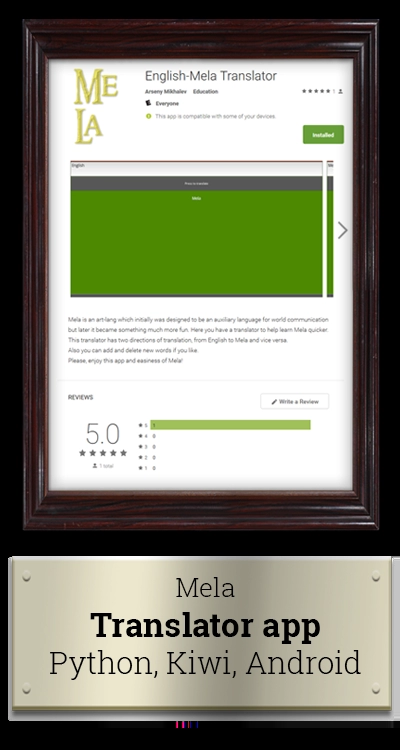 ME
LA
English-Mela Translator
Arseny Mikhalev Education
★★★★★ 1
Everyone
This app is compatible with some of your devices.
Installed
English
Press to translate
Mela
Mela is an art-lang which initially was designed to be an auxiliary language for world communication
but later it became something much more fun. Here you have a translator to help learn Mela quicker.
This translator has two directions of translation, from English to Mela and vice versa.
Also you can add and delete new words if you like.
Please, enjoy this app and easiness of Mela!
REVIEWS
Write a Review
5.0
★★★★★
1 total
★ 5 1
★ 4 0
★ 3 0
★ 2 0
★ 1 0
Mela
Translator app
Python, Kiwi, Android